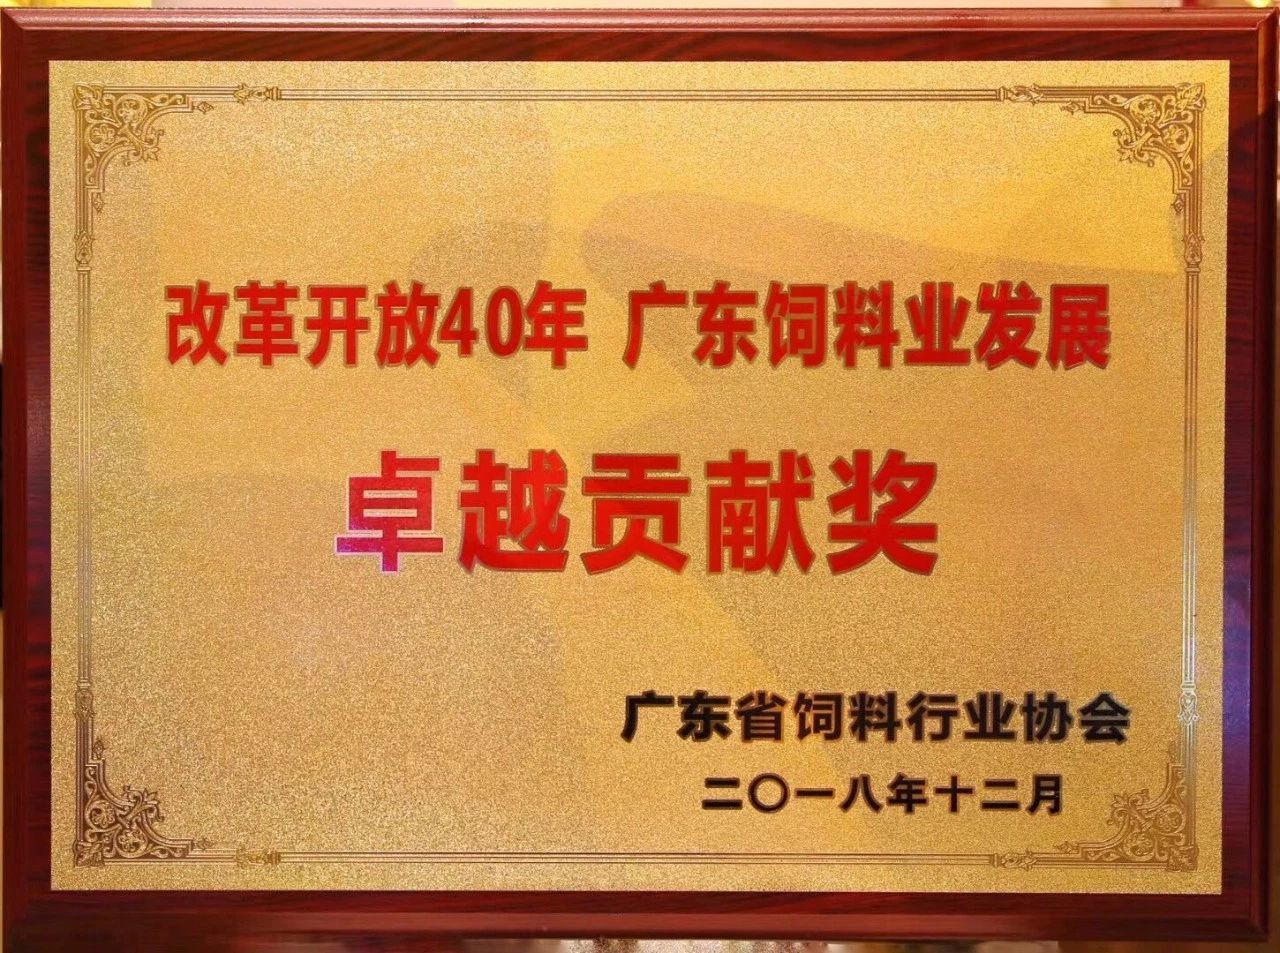 改革开放40年 广东饲料业发展
卓越贡献奖
广东省饲料行业协会
二〇一八年十二月